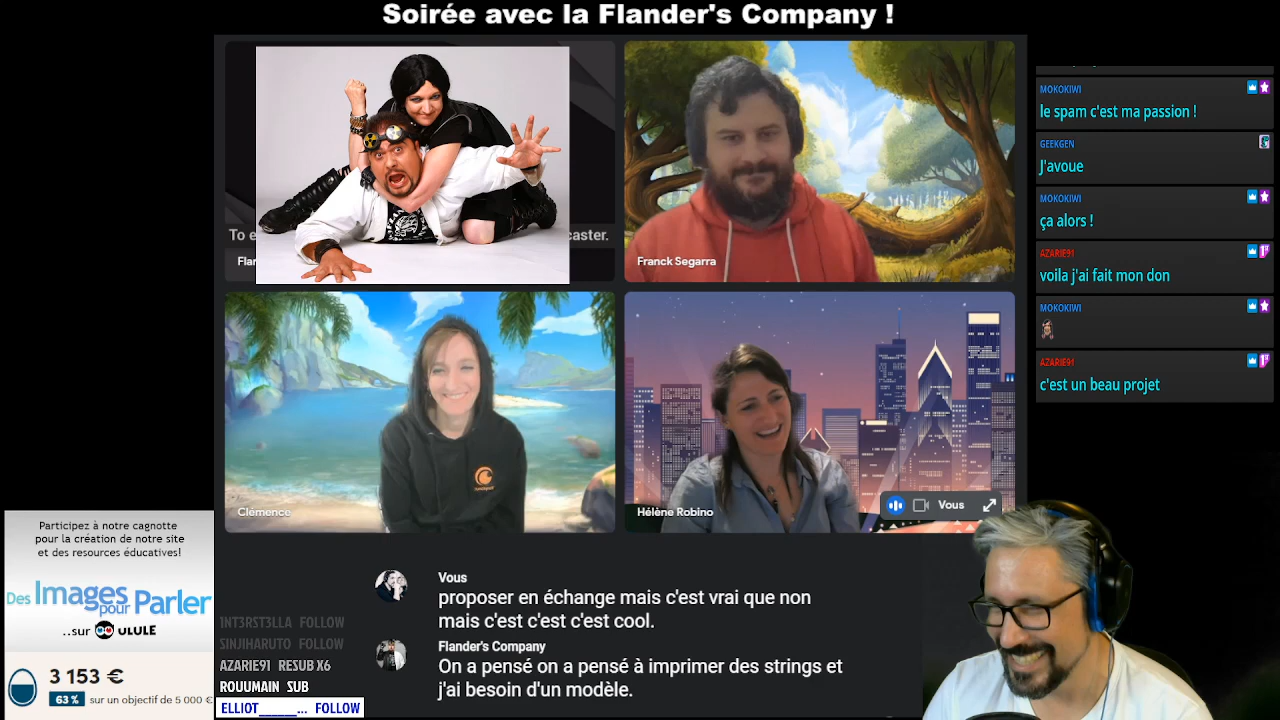 Soirée avec la Flander's Company !
To e
caster.
Flan
Franck Segarra
Clémence
Hélène Robino
Vous
MOKOKIWI
le spam c'est ma passion !
GEEKGEN
J'avoue
MOKOKIWI
ça alors !
AZARIE91
voila j'ai fait mon don
MOKOKIWI
AZARIE91
c'est un beau projet
Participez à notre cagnotte
pour la création de notre site
et des resources éducatives!
Des Images
pour Parler
..sur ULULE
3 153 €
63 % sur un objectif de 5 000 €
1NT3RST3LLA FOLLOW
SINJIHARUTO FOLLOW
AZARIE91 RESUB X6
ROUUMAIN SUB
ELLIOT______... FOLLOW
Vous
proposer en échange mais c'est vrai que non
mais c'est c'est c'est cool.
Flander's Company
On a pensé on a pensé à imprimer des strings et
j'ai besoin d'un modèle.